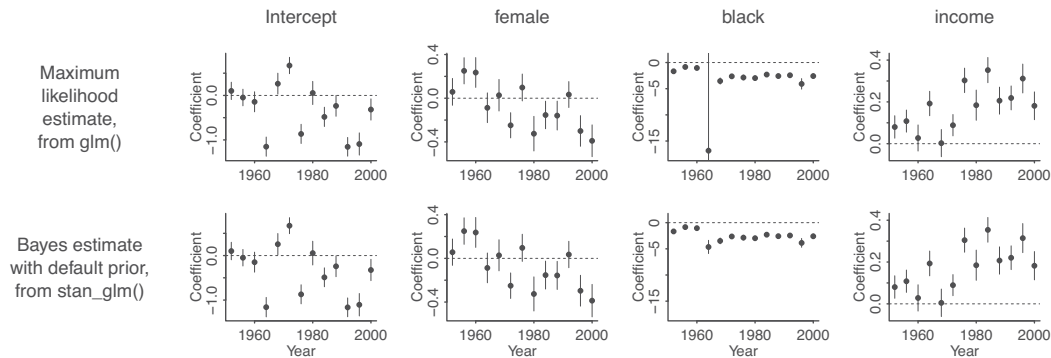 Intercept female black income
Maximum
likelihood
estimate,
from glm()
Coefficient
0.0
−1.0
1960 1980 2000
Coefficient
0.4
0.0
−0.4
1960 1980 2000
Coefficient
0
−5
−15
1960 1980 2000
Coefficient
0.4
0.2
0.0
1960 1980 2000
Bayes estimate
with default prior,
from stan_glm()
Coefficient
0.0
−1.0
1960 1980 2000
Year
Coefficient
0.4
0.0
−0.4
1960 1980 2000
Year
Coefficient
0
−5
−15
1960 1980 2000
Year
Coefficient
0.4
0.2
0.0
1960 1980 2000
Year